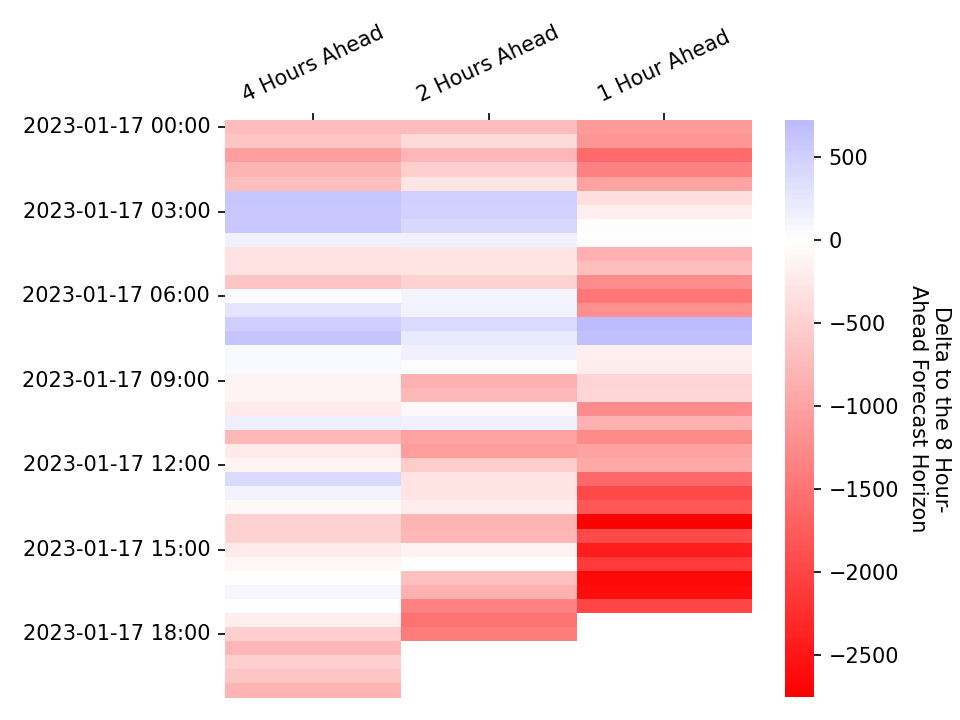 4 Hours Ahead
2 Hours Ahead
1 Hour Ahead
2023-01-17 00:00
2023-01-17 03:00
2023-01-17 06:00
2023-01-17 09:00
2023-01-17 12:00
2023-01-17 15:00
2023-01-17 18:00
500
0
−500
−1000
−1500
−2000
−2500
Delta to the 8 Hour-
Ahead Forecast Horizon